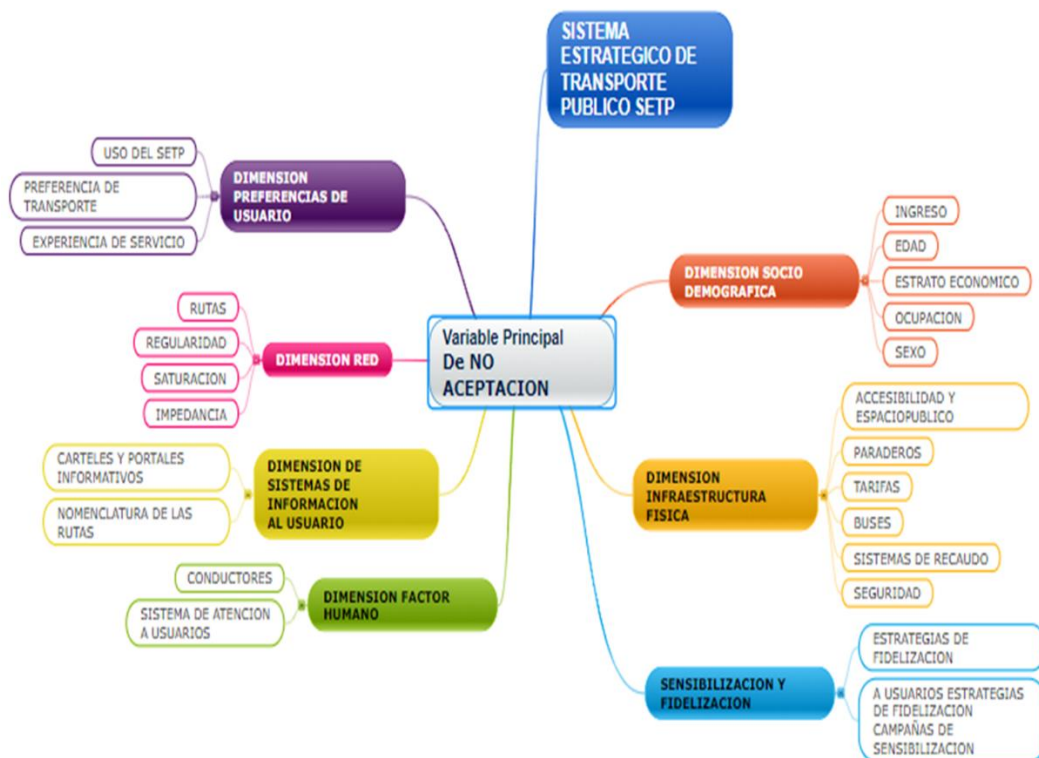 SISTEMA
ESTRATEGICO DE
TRANSPORTE
PUBLICO SETP
USO DEL SETP
PREFERENCIA DE
TRANSPORTE
EXPERIENCIA DE SERVICIO
DIMENSION
PREFERENCIAS DE
USUARIO
RUTAS
REGULARIDAD
SATURACION
IMPEDANCIA
DIMENSION RED
CARTELES Y PORTALES
INFORMATIVOS
NOMENCLATURA DE LAS
RUTAS
DIMENSION DE
SISTEMAS DE
INFORMACION
AL USUARIO
CONDUCTORES
SISTEMA DE ATENCION
A USUARIOS
DIMENSION FACTOR
HUMANO
Variable Principal
De NO
ACEPTACION
DIMENSION SOCIO
DEMOGRAFICA
INGRESO
EDAD
ESTRATO ECONOMICO
OCUPACION
SEXO
DIMENSION
INFRAESTRUCTURA
FISICA
ACCESIBILIDAD Y
ESPACIOPUBLICO
PARADEROS
TARIFAS
BUSES
SISTEMAS DE RECAUDO
SEGURIDAD
SENSIBILIZACION Y
FIDELIZACION
ESTRATEGIAS DE
FIDELIZACION
A USUARIOS ESTRATEGIAS
DE FIDELIZACION
CAMPAÑAS DE
SENSIBILIZACION